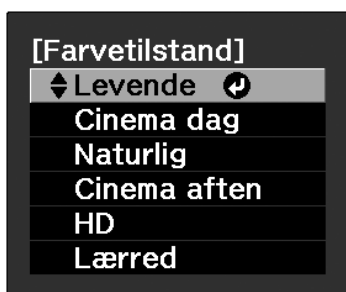 [Farvetilstand]
Levende
Cinema dag
Naturlig
Cinema aften
HD
Lærred